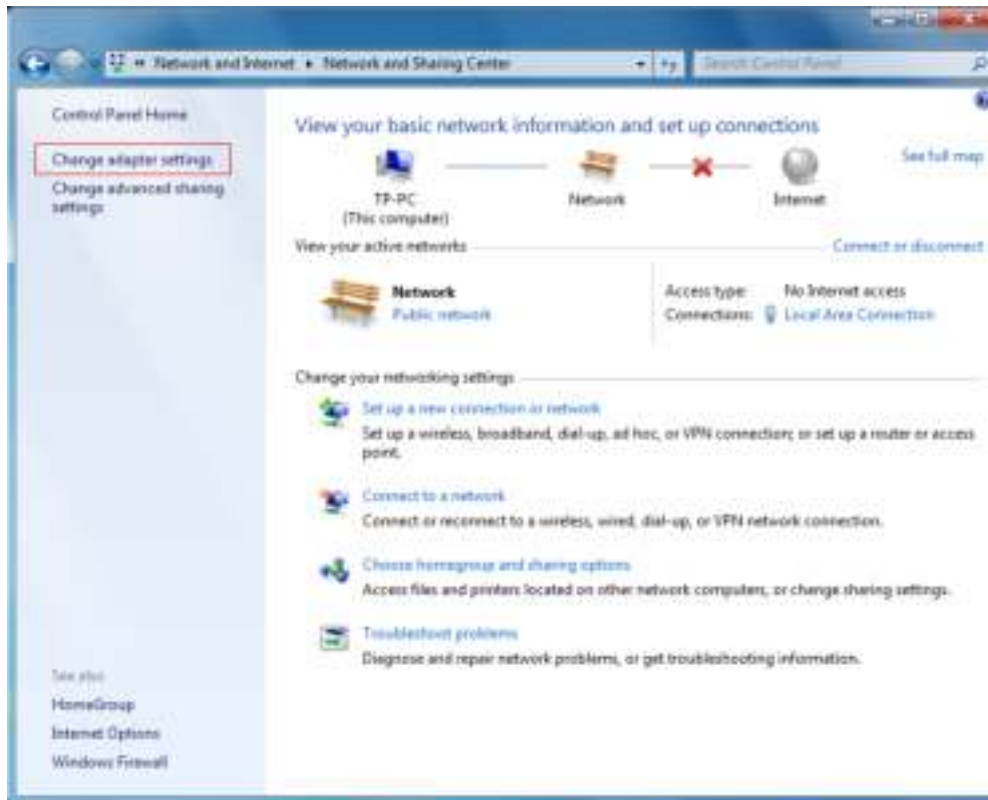 Network and Internet ▸ Network and Sharing Center
Search Control Panel
Control Panel Home
Change adapter settings
Change advanced sharing
settings
View your basic network information and set up connections
See full map
TP-PC
(This computer)
Network
Internet
View your active networks
Connect or disconnect
Network
Public network
Access type: No Internet access
Connections: Local Area Connection
Change your networking settings
Set up a new connection or network
Set up a wireless, broadband, dial-up, ad hoc, or VPN connection; or set up a router or access
point.
Connect to a network
Connect or reconnect to a wireless, wired, dial-up, or VPN network connection.
Choose homegroup and sharing options
Access files and printers located on other network computers, or change sharing settings.
Troubleshoot problems
Diagnose and repair network problems, or get troubleshooting information.
See also
HomeGroup
Internet Options
Windows Firewall